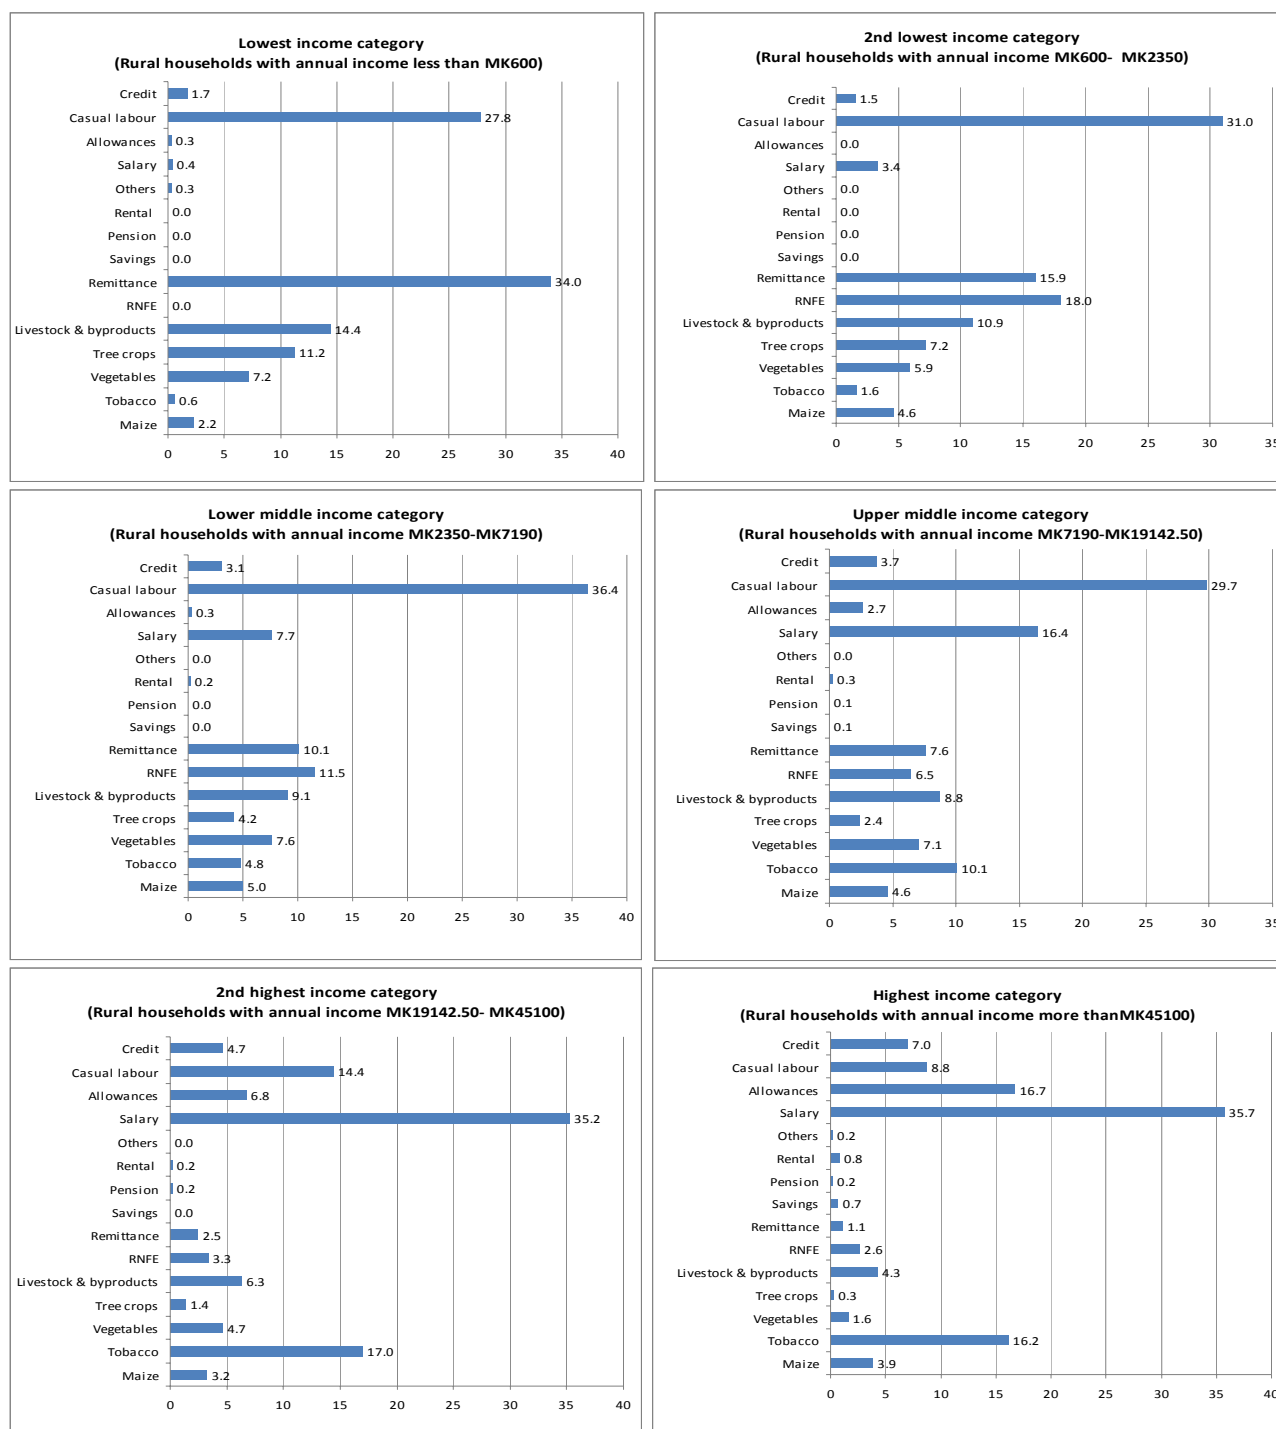 Lowest income category
(Rural households with annual income less than MK600)
Credit 1.7
Casual labour 27.8
Allowances 0.3
Salary 0.4
Others 0.3
Rental 0.0
Pension 0.0
Savings 0.0
Remittance 34.0
RNFE 0.0
Livestock & byproducts 14.4
Tree crops 11.2
Vegetables 7.2
Tobacco 0.6
Maize 2.2
0 5 10 15 20 25 30 35 40
2nd lowest income category
(Rural households with annual income MK600- MK2350)
Credit 1.5
Casual labour 31.0
Allowances 0.0
Salary 3.4
Others 0.0
Rental 0.0
Pension 0.0
Savings 0.0
Remittance 15.9
RNFE 18.0
Livestock & byproducts 10.9
Tree crops 7.2
Vegetables 5.9
Tobacco 1.6
Maize 4.6
0 5 10 15 20 25 30 35
Lower middle income category
(Rural households with annual income MK2350-MK7190)
Credit 3.1
Casual labour 36.4
Allowances 0.3
Salary 7.7
Others 0.0
Rental 0.2
Pension 0.0
Savings 0.0
Remittance 10.1
RNFE 11.5
Livestock & byproducts 9.1
Tree crops 4.2
Vegetables 7.6
Tobacco 4.8
Maize 5.0
0 5 10 15 20 25 30 35 40
Upper middle income category
(Rural households with annual income MK7190-MK19142.50)
Credit 3.7
Casual labour 29.7
Allowances 2.7
Salary 16.4
Others 0.0
Rental 0.3
Pension 0.1
Savings 0.1
Remittance 7.6
RNFE 6.5
Livestock & byproducts 8.8
Tree crops 2.4
Vegetables 7.1
Tobacco 10.1
Maize 4.6
0 5 10 15 20 25 30 35
2nd highest income category
(Rural households with annual income MK19142.50- MK45100)
Credit 4.7
Casual labour 14.4
Allowances 6.8
Salary 35.2
Others 0.0
Rental 0.2
Pension 0.2
Savings 0.0
Remittance 2.5
RNFE 3.3
Livestock & byproducts 6.3
Tree crops 1.4
Vegetables 4.7
Tobacco 17.0
Maize 3.2
0 5 10 15 20 25 30 35 40
Highest income category
(Rural households with annual income more thanMK45100)
Credit 7.0
Casual labour 8.8
Allowances 16.7
Salary 35.7
Others 0.2
Rental 0.8
Pension 0.2
Savings 0.7
Remittance 1.1
RNFE 2.6
Livestock & byproducts 4.3
Tree crops 0.3
Vegetables 1.6
Tobacco 16.2
Maize 3.9
0 5 10 15 20 25 30 35 40